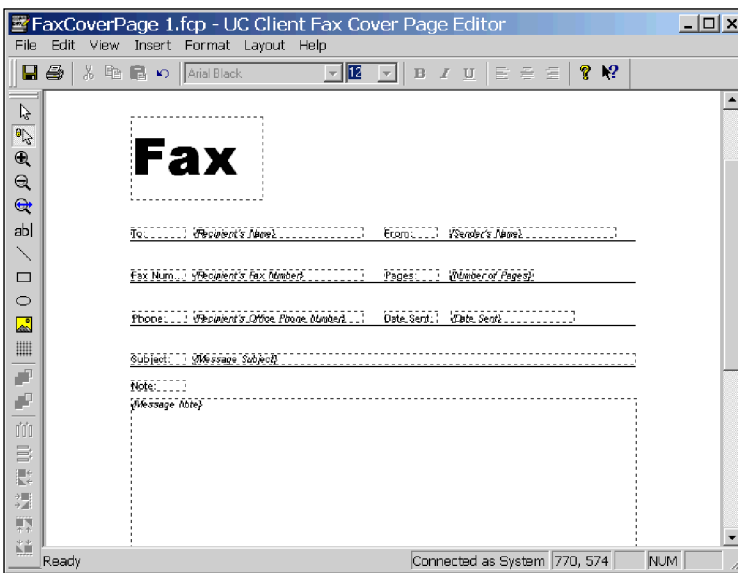 FaxCoverPage 1.fcp - UC Client Fax Cover Page Editor
File Edit View Insert Format Layout Help
Arial Black 12 B I U
ab|
Fax
To: {Recipient's Name} From: {Sender's Name}
Fax Num... {Recipient's Fax Number} Pages: {Number of Pages}
Phone: {Recipient's Office Phone Number} Date Sent: {Date Sent}
Subject: {Message Subject}
Note:
{Message Note}
Ready Connected as System 770, 574 NUM